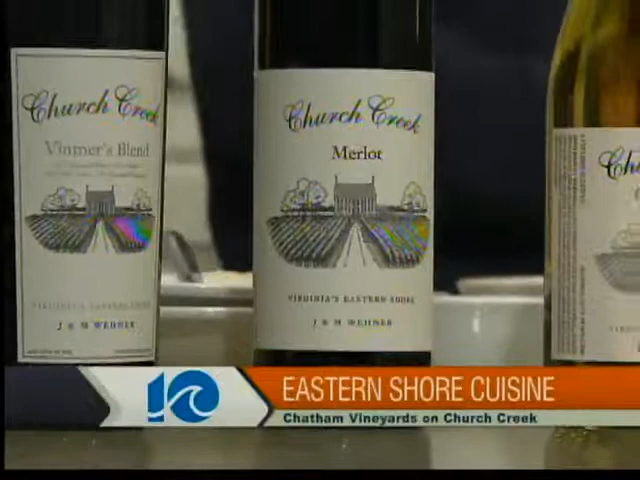 Church Creek
Vintner's Blend
J & M WEHNER
Church Creek
Merlot
VIRGINIA'S EASTERN SHORE
J & M WEHNER
10
EASTERN SHORE CUISINE
Chatham Vineyards on Church Creek